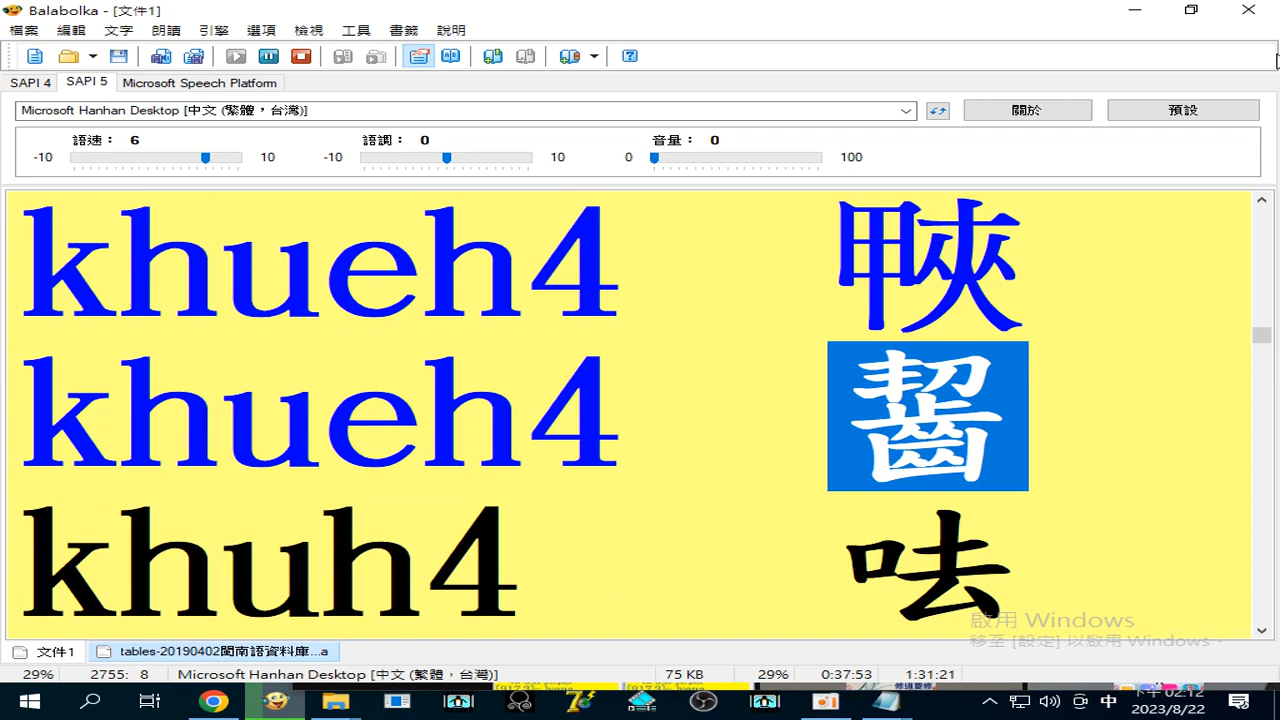 Balabolka - [文件1]
檔案 編輯 文字 朗讀 引擎 選項 檢視 工具 書籤 說明
SAPI 4 SAPI 5 Microsoft Speech Platform
Microsoft Hanhan Desktop [中文 (繁體，台灣)] 關於 預設
語速： 6 語調： 0 音量： 0
-10 10 -10 10 0 100
khueh4
khueh4 齧
khuh4 呿
啟用 Windows
移至 [設定] 以啟用 Windows。
文件1 tables-20190402閩南語資料庫...a
29% 2755: 8 Microsoft Hanhan Desktop [中文 (繁體，台灣)] 75 KB 29% 0:37:53 1:31:21
中 下午 02:12
2023/8/22